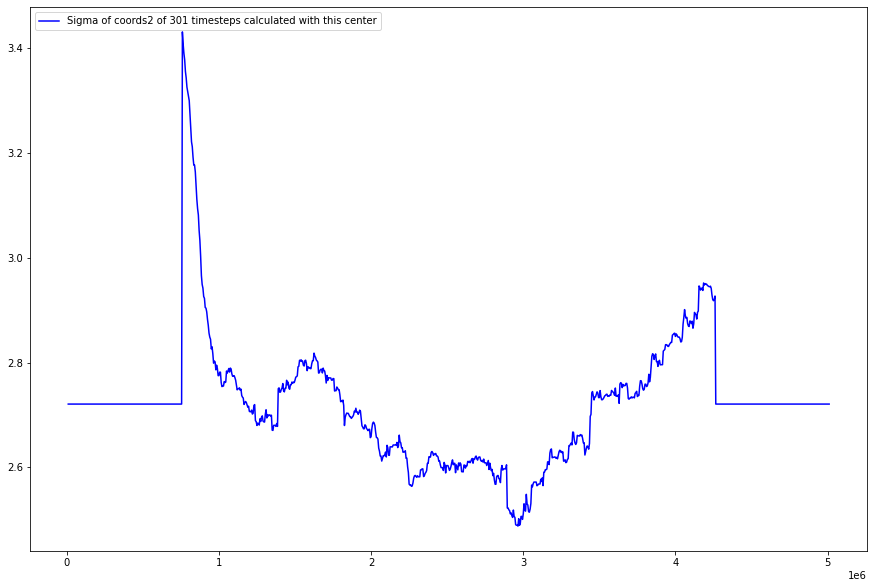 Sigma of coords2 of 301 timesteps calculated with this center
3.4
3.2
3.0
2.8
2.6
0 1 2 3 4 5
1e6